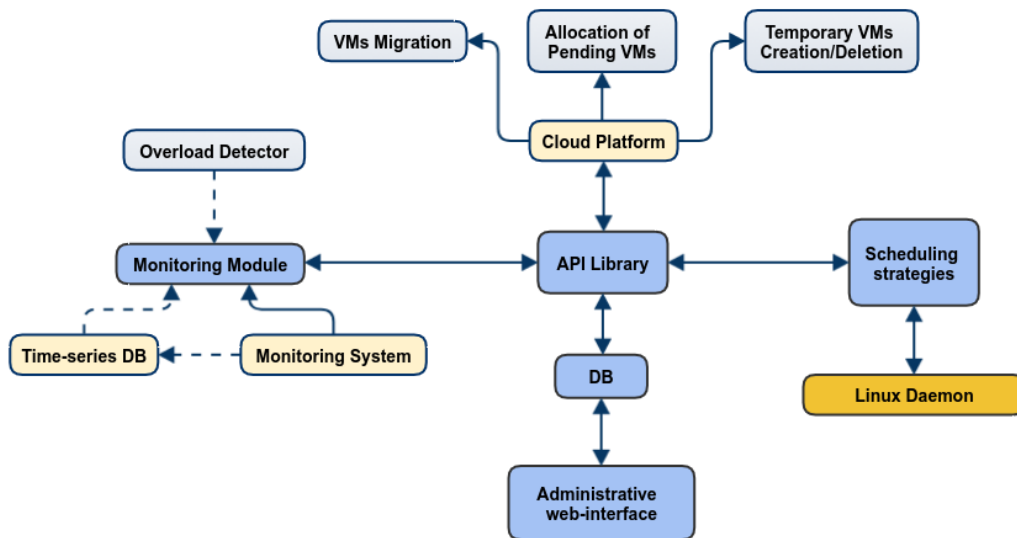 VMs Migration
Allocation of
Pending VMs
Temporary VMs
Creation/Deletion
Cloud Platform
Overload Detector
Monitoring Module
API Library
Scheduling
strategies
Time-series DB
Monitoring System
DB
Linux Daemon
Administrative
web-interface